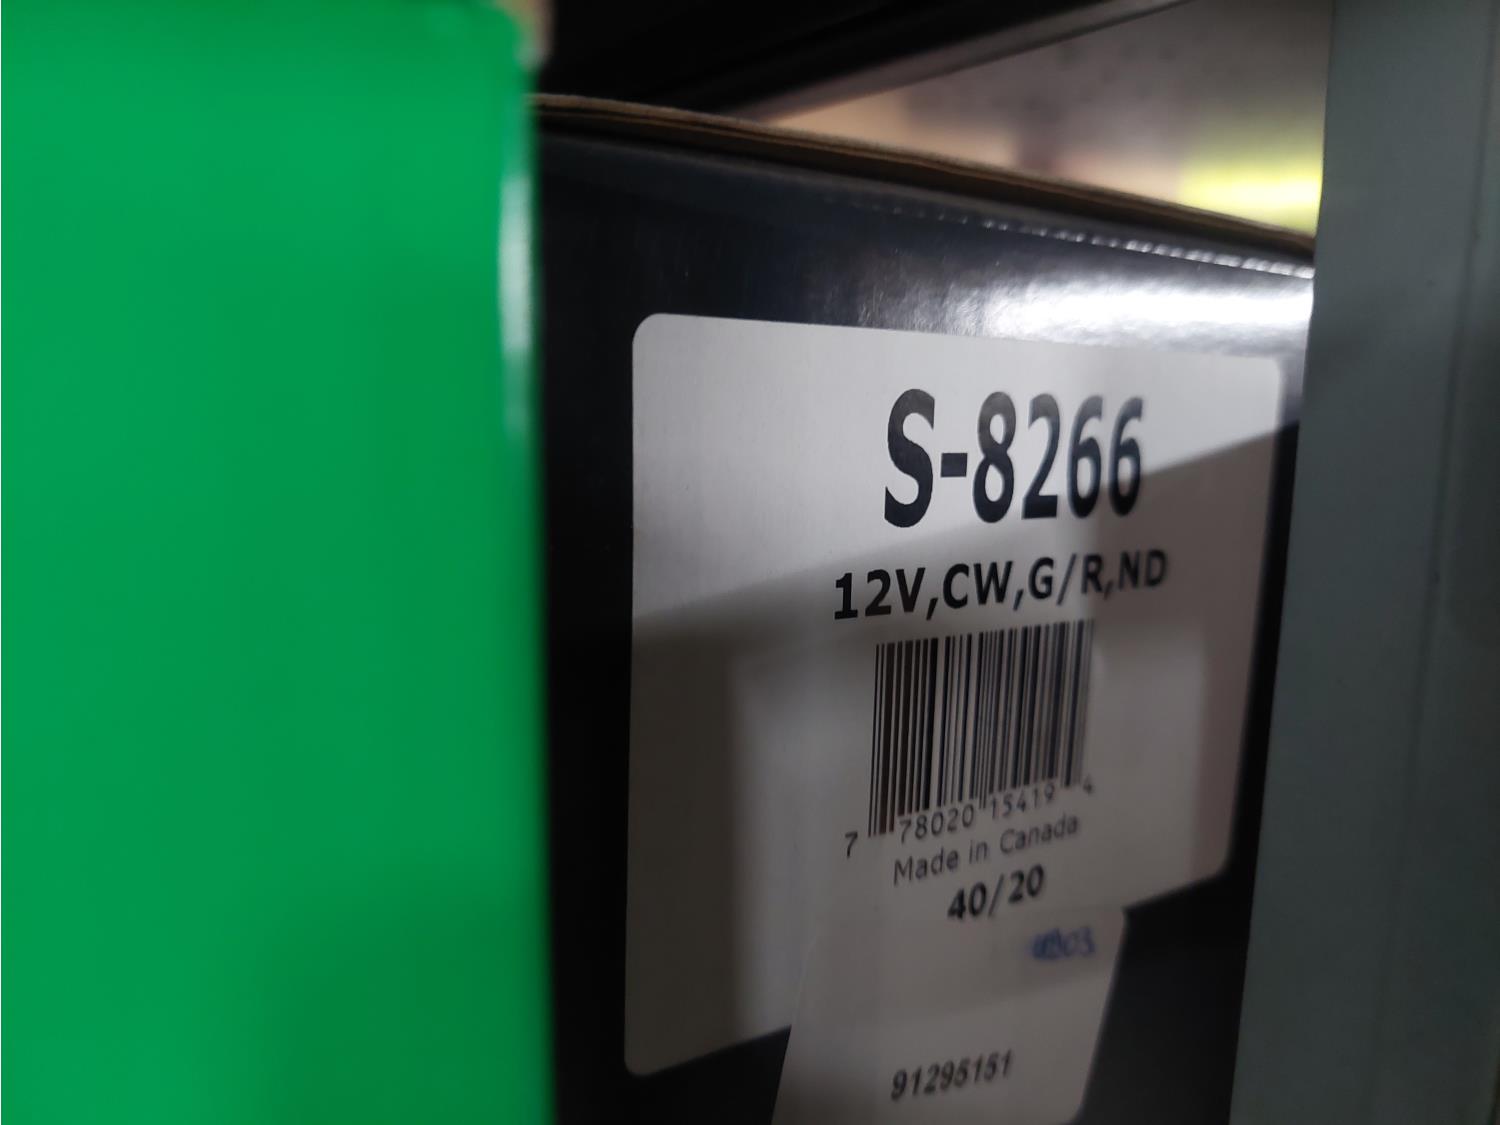 S-8266
12V,CW,G/R,ND
7 78020 15419 4
Made in Canada
40/20
91295151